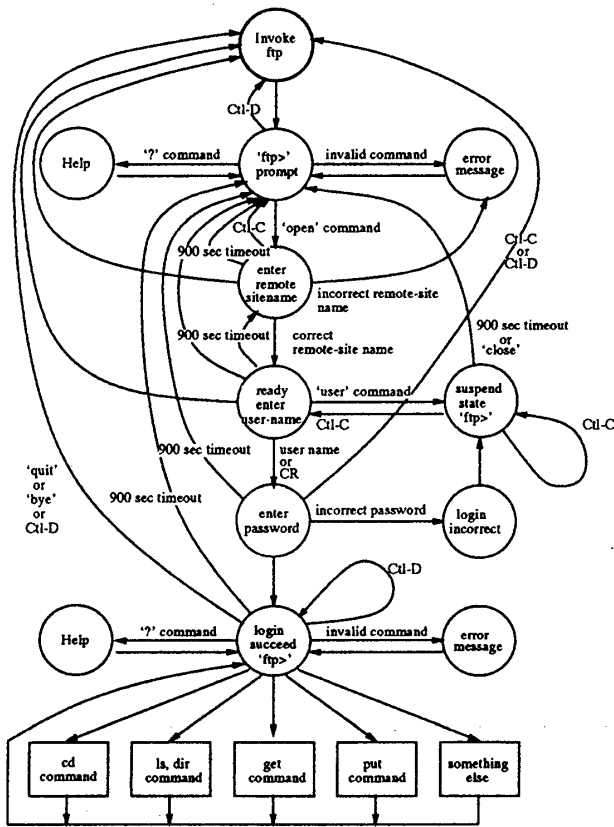 Invoke
ftp
Ctl-D
Help
'?' command
'ftp>'
prompt
invalid command
error
message
Ctl-C
'open' command
900 sec timeout
enter
remote
sitename
incorrect remote-site
name
Ctl-C
or
Ctl-D
900 sec timeout
correct
remote-site name
900 sec timeout
or
'close'
ready
enter
user-name
'user' command
Ctl-C
suspend
state
'ftp>'
Ctl-C
900 sec timeout
user name
or
CR
'quit'
or
'bye'
or
Ctl-D
900 sec timeout
enter
password
incorrect password
login
incorrect
Ctl-D
Help
'?' command
login
succeed
'ftp>'
invalid command
error
message
cd
command
ls, dir
command
get
command
put
command
something
else